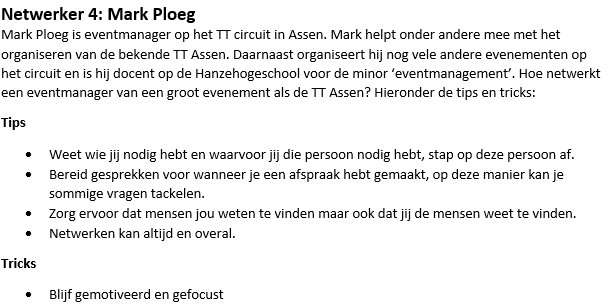 Netwerker 4: Mark Ploeg
Mark Ploeg is eventmanager op het TT circuit in Assen. Mark helpt onder andere mee met het
organiseren van de bekende TT Assen. Daarnaast organiseert hij nog vele andere evenementen op
het circuit en is hij docent op de Hanzehogeschool voor de minor ‘eventmanagement’. Hoe netwerkt
een eventmanager van een groot evenement als de TT Assen? Hieronder de tips en tricks:
Tips
• Weet wie jij nodig hebt en waarvoor jij die persoon nodig hebt, stap op deze persoon af.
• Bereid gesprekken voor wanneer je een afspraak hebt gemaakt, op deze manier kan je
sommige vragen tackelen.
• Zorg ervoor dat mensen jou weten te vinden maar ook dat jij de mensen weet te vinden.
• Netwerken kan altijd en overal.
Tricks
• Blijf gemotiveerd en gefocust